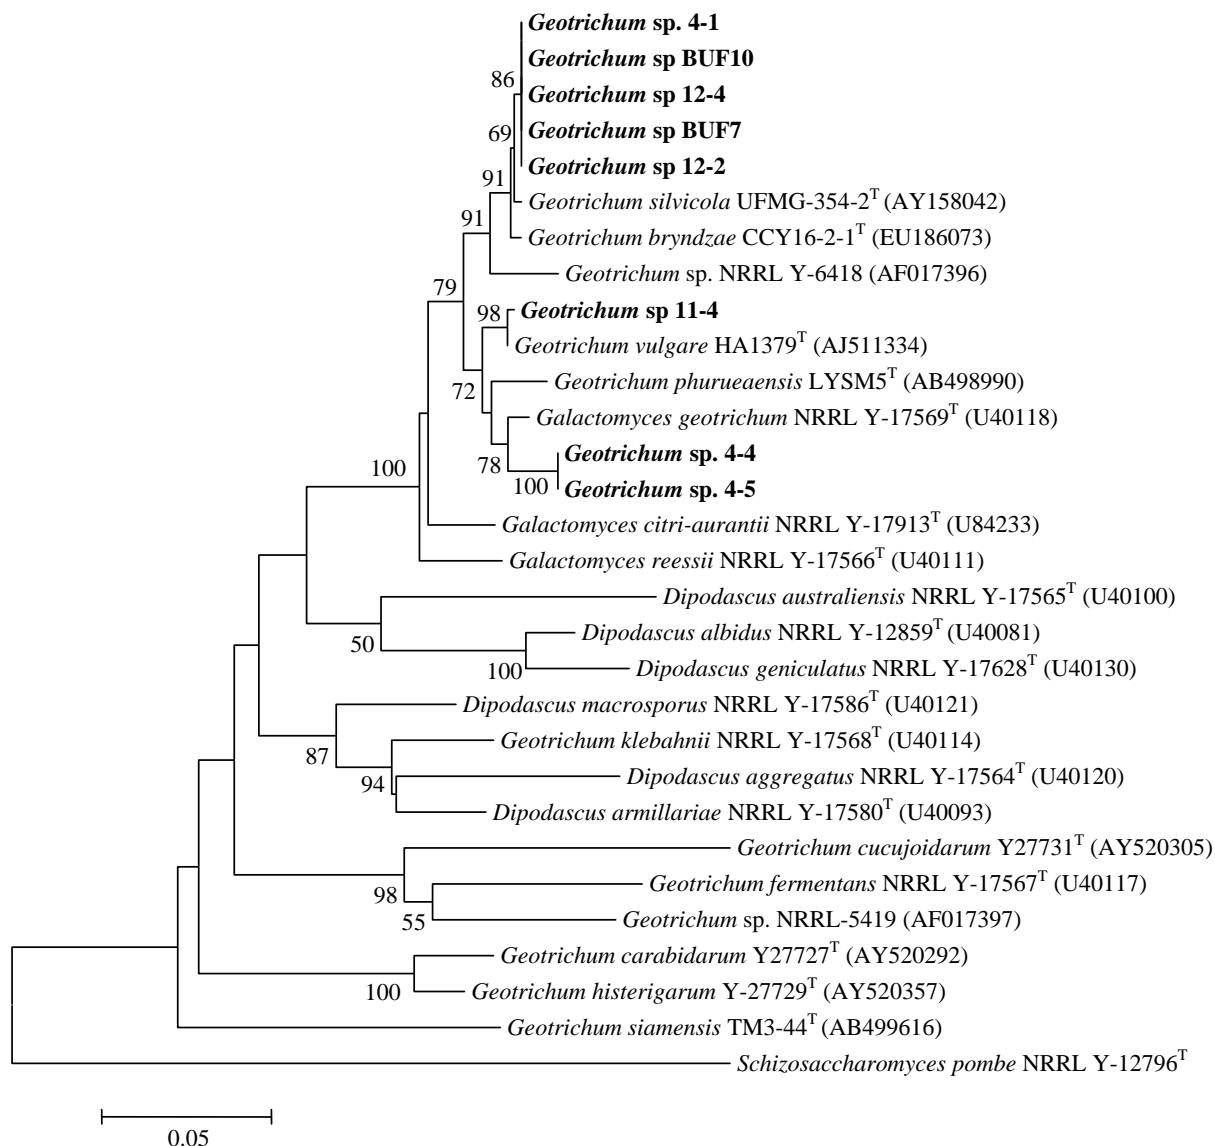 Geotrichum sp. 4-1
Geotrichum sp BUF10
86
Geotrichum sp 12-4
69
Geotrichum sp BUF7
Geotrichum sp 12-2
91
Geotrichum silvicola UFMG-354-2T (AY158042)
91
Geotrichum bryndzae CCY16-2-1T (EU186073)
Geotrichum sp. NRRL Y-6418 (AF017396)
79
98
Geotrichum sp 11-4
Geotrichum vulgare HA1379T (AJ511334)
Geotrichum phurueaensis LYSM5T (AB498990)
72
Galactomyces geotrichum NRRL Y-17569T (U40118)
Geotrichum sp. 4-4
100
78
100
Geotrichum sp. 4-5
Galactomyces citri-aurantii NRRL Y-17913T (U84233)
Galactomyces reessii NRRL Y-17566T (U40111)
Dipodascus australiensis NRRL Y-17565T (U40100)
Dipodascus albidus NRRL Y-12859T (U40081)
50
100
Dipodascus geniculatus NRRL Y-17628T (U40130)
Dipodascus macrosporus NRRL Y-17586T (U40121)
Geotrichum klebahnii NRRL Y-17568T (U40114)
87
Dipodascus aggregatus NRRL Y-17564T (U40120)
94
Dipodascus armillariae NRRL Y-17580T (U40093)
Geotrichum cucujoidarum Y27731T (AY520305)
Geotrichum fermentans NRRL Y-17567T (U40117)
98
55
Geotrichum sp. NRRL-5419 (AF017397)
Geotrichum carabidarum Y27727T (AY520292)
100
Geotrichum histerigarum Y-27729T (AY520357)
Geotrichum siamensis TM3-44T (AB499616)
Schizosaccharomyces pombe NRRL Y-12796T
0.05